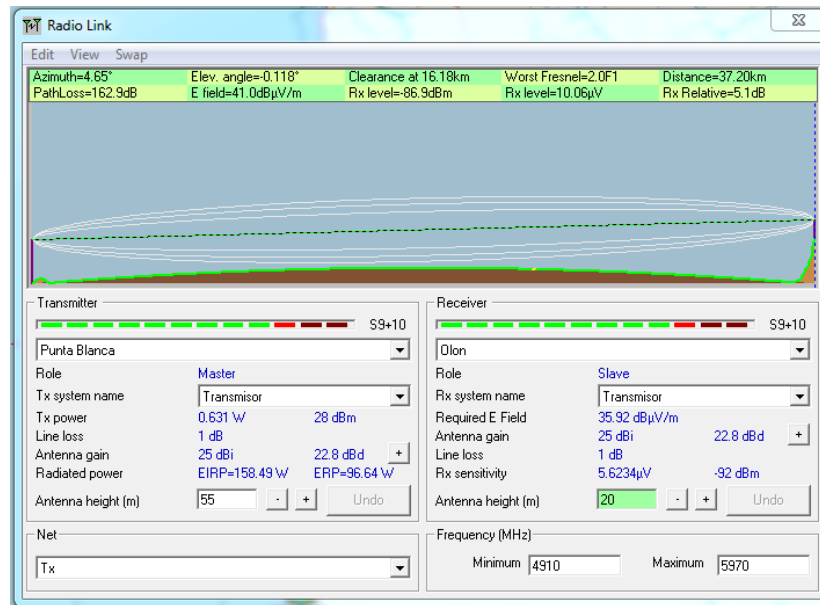 Radio Link
Edit View Swap
Azimuth=4.65° Elev. angle=-0.118° Clearance at 16.18km Worst Fresnel=2.0F1 Distance=37.20km
PathLoss=162.9dB E field=41.0dBµV/m Rx level=-86.9dBm Rx level=10.06µV Rx Relative=5.1dB
Transmitter
S9+10
Punta Blanca
Role Master
Tx system name Transmisor
Tx power 0.631 W 28 dBm
Line loss 1 dB
Antenna gain 25 dBi 22.8 dBd +
Radiated power EIRP=158.49 W ERP=96.64 W
Antenna height (m) 55 - + Undo
Net
Tx
Receiver
S9+10
Olon
Role Slave
Rx system name Transmisor
Required E Field 35.92 dBµV/m
Antenna gain 25 dBi 22.8 dBd +
Line loss 1 dB
Rx sensitivity 5.6234µV -92 dBm
Antenna height (m) 20 - + Undo
Frequency (MHz)
Minimum 4910 Maximum 5970